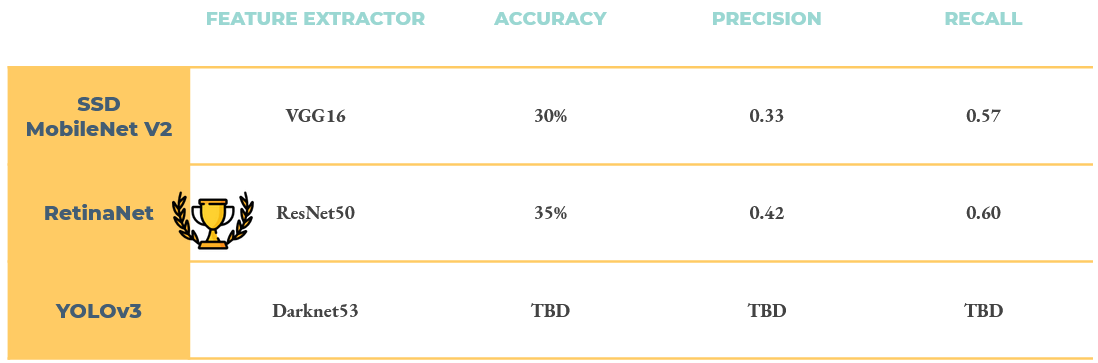 FEATURE EXTRACTOR ACCURACY PRECISION RECALL
SSD
MobileNet V2 VGG16 30% 0.33 0.57
RetinaNet ResNet50 35% 0.42 0.60
YOLOv3 Darknet53 TBD TBD TBD